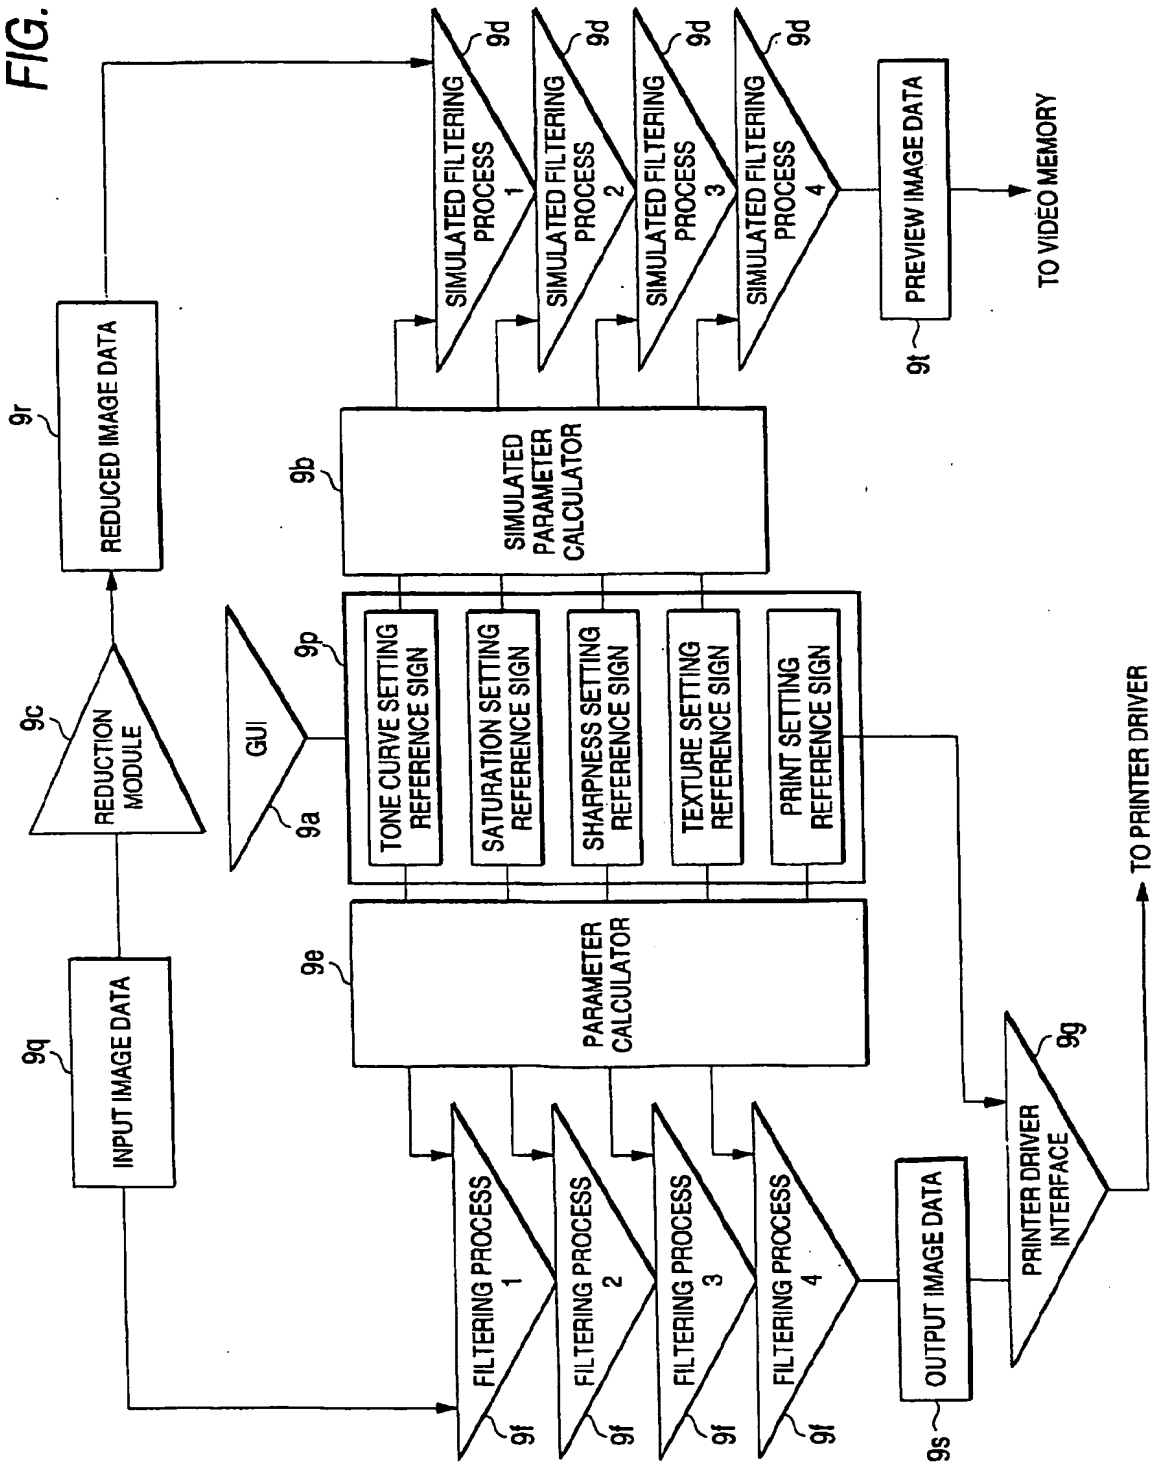 FIG.
9q
INPUT IMAGE DATA
9c
REDUCTION
MODULE
9r
REDUCED IMAGE DATA
GUI
9a
9e
PARAMETER
CALCULATOR
9p
TONE CURVE SETTING
REFERENCE SIGN
SATURATION SETTING
REFERENCE SIGN
SHARPNESS SETTING
REFERENCE SIGN
TEXTURE SETTING
REFERENCE SIGN
PRINT SETTING
REFERENCE SIGN
9b
SIMULATED
PARAMETER
CALCULATOR
FILTERING PROCESS
1
9f
FILTERING PROCESS
2
9f
FILTERING PROCESS
3
9f
FILTERING PROCESS
4
9f
SIMULATED FILTERING
PROCESS
1
9d
SIMULATED FILTERING
PROCESS
2
9d
SIMULATED FILTERING
PROCESS
3
9d
SIMULATED FILTERING
PROCESS
4
9d
OUTPUT IMAGE DATA
9s
PRINTER DRIVER
INTERFACE
9g
TO PRINTER DRIVER
PREVIEW IMAGE DATA
9t
TO VIDEO MEMORY